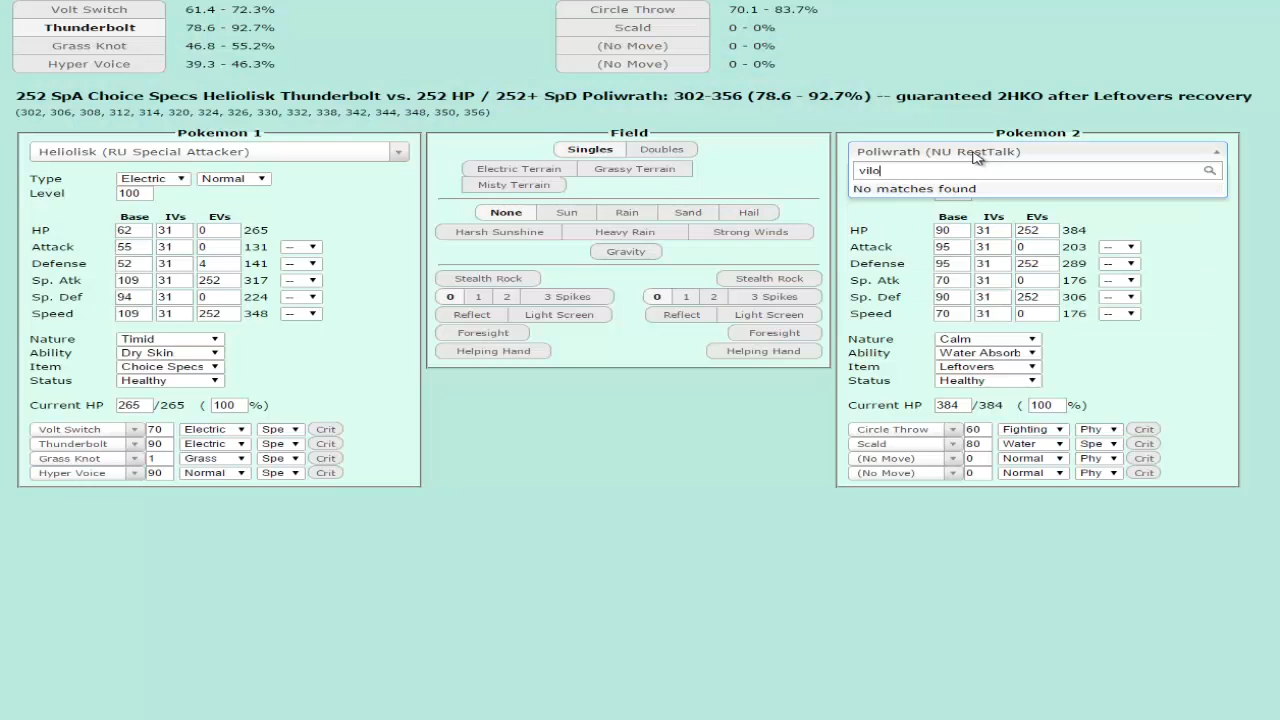 Volt Switch 61.4 - 72.3% Circle Throw 70.1 - 83.7%
Thunderbolt 78.6 - 92.7% Scald 0 - 0%
Grass Knot 46.8 - 55.2% (No Move) 0 - 0%
Hyper Voice 39.3 - 46.3% (No Move) 0 - 0%
252 SpA Choice Specs Heliolisk Thunderbolt vs. 252 HP / 252+ SpD Poliwrath: 302-356 (78.6 - 92.7%) -- guaranteed 2HKO after Leftovers recovery
(302, 306, 308, 312, 314, 320, 324, 326, 330, 332, 338, 342, 344, 348, 350, 356)
Pokemon 1
Heliolisk (RU Special Attacker)
Type Electric Normal
Level 100
Base IVs EVs
HP 62 31 0 265
Attack 55 31 0 131 --
Defense 52 31 4 141 --
Sp. Atk 109 31 252 317 --
Sp. Def 94 31 0 224 --
Speed 109 31 252 348 --
Nature Timid
Ability Dry Skin
Item Choice Specs
Status Healthy
Current HP 265 /265 ( 100 %)
Volt Switch 70 Electric Spe Crit
Thunderbolt 90 Electric Spe Crit
Grass Knot 1 Grass Spe Crit
Hyper Voice 90 Normal Spe Crit
Field
Singles Doubles
Electric Terrain Grassy Terrain
Misty Terrain
None Sun Rain Sand Hail
Harsh Sunshine Heavy Rain Strong Winds
Gravity
Stealth Rock Stealth Rock
0 1 2 3 Spikes 0 1 2 3 Spikes
Reflect Light Screen Reflect Light Screen
Foresight Foresight
Helping Hand Helping Hand
Pokemon 2
Poliwrath (NU RestTalk)
vilo
No matches found
Base IVs EVs
HP 90 31 252 384
Attack 95 31 0 203 --
Defense 95 31 252 289 --
Sp. Atk 70 31 0 176 --
Sp. Def 90 31 252 306 --
Speed 70 31 0 176 --
Nature Calm
Ability Water Absorb
Item Leftovers
Status Healthy
Current HP 384 /384 ( 100 %)
Circle Throw 60 Fighting Phy Crit
Scald 80 Water Spe Crit
(No Move) 0 Normal Phy Crit
(No Move) 0 Normal Phy Crit